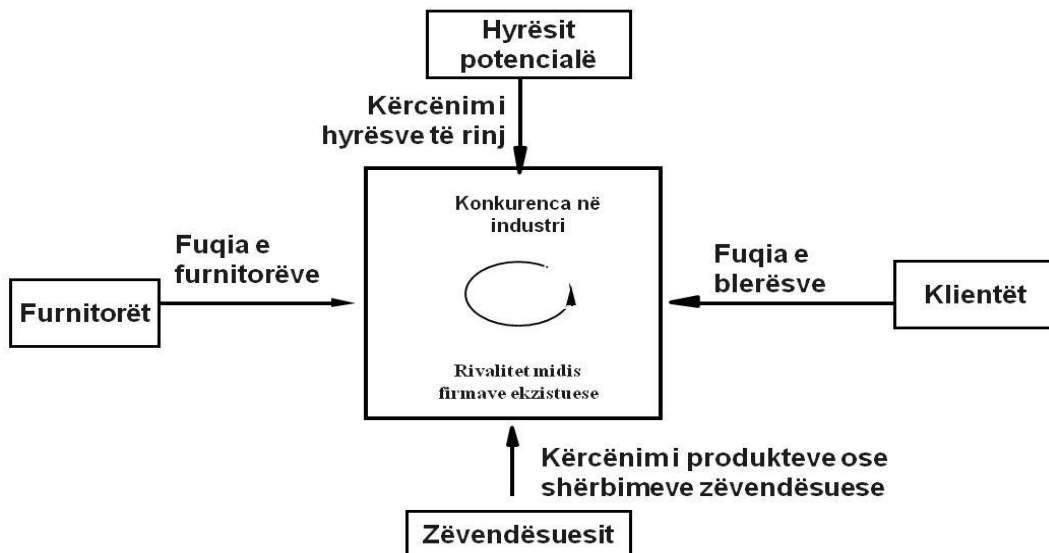 Hyrësit
potencialë
Kërcënimi i
hyrësve të rinj
Konkurenca në
industri
Fuqia e
furnitorëve
Furnitorët
Fuqia e
blerësve
Klientët
Rivalitet midis
firmave ekzistuese
Kërcënimi i produkteve ose
shërbimeve zëvendësuese
Zëvendësuesit